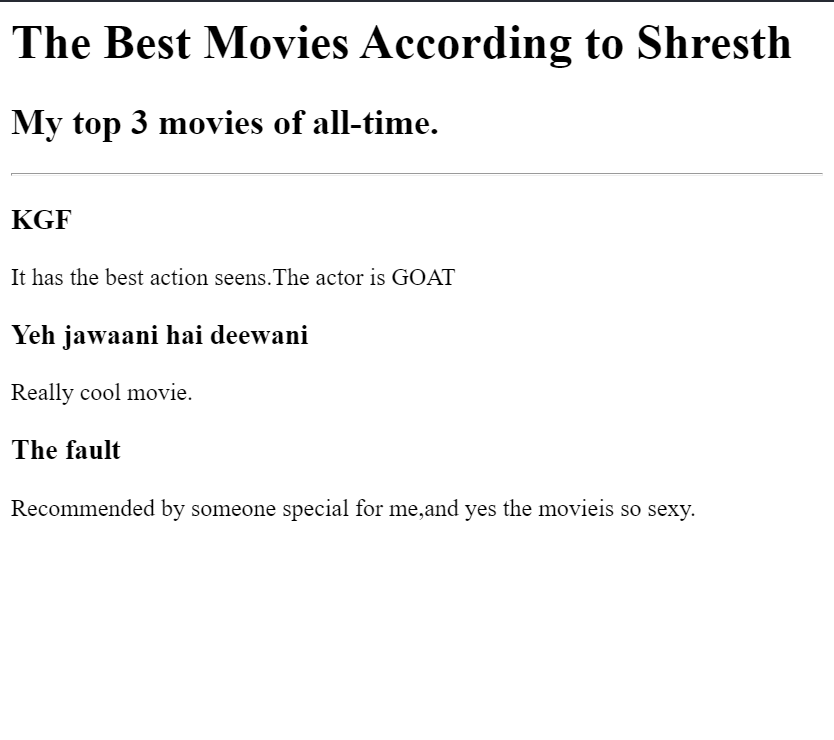 The Best Movies According to Shresth
My top 3 movies of all-time.
KGF
It has the best action seens.The actor is GOAT
Yeh jawaani hai deewani
Really cool movie.
The fault
Recommended by someone special for me,and yes the movieis so sexy.